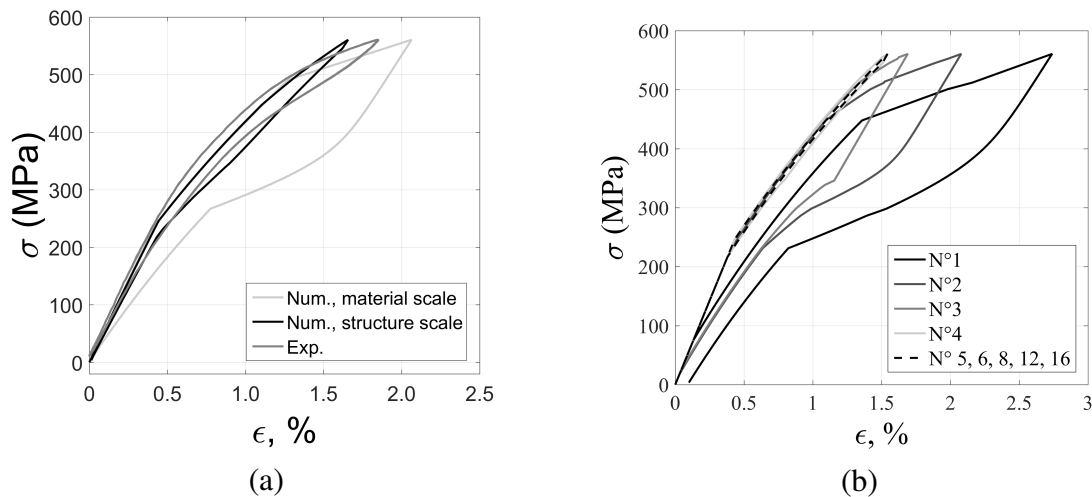 600
500
400
300
200
100
0
σ (MPa)
0
0.5
1.0
1.5
2.0
2.5
ϵ, %
Num., material scale
Num., structure scale
Exp.
(a)
600
500
400
300
200
100
0
σ (MPa)
0
0.5
1
1.5
2
2.5
3
ϵ, %
N°1
N°2
N°3
N°4
N° 5, 6, 8, 12, 16
(b)